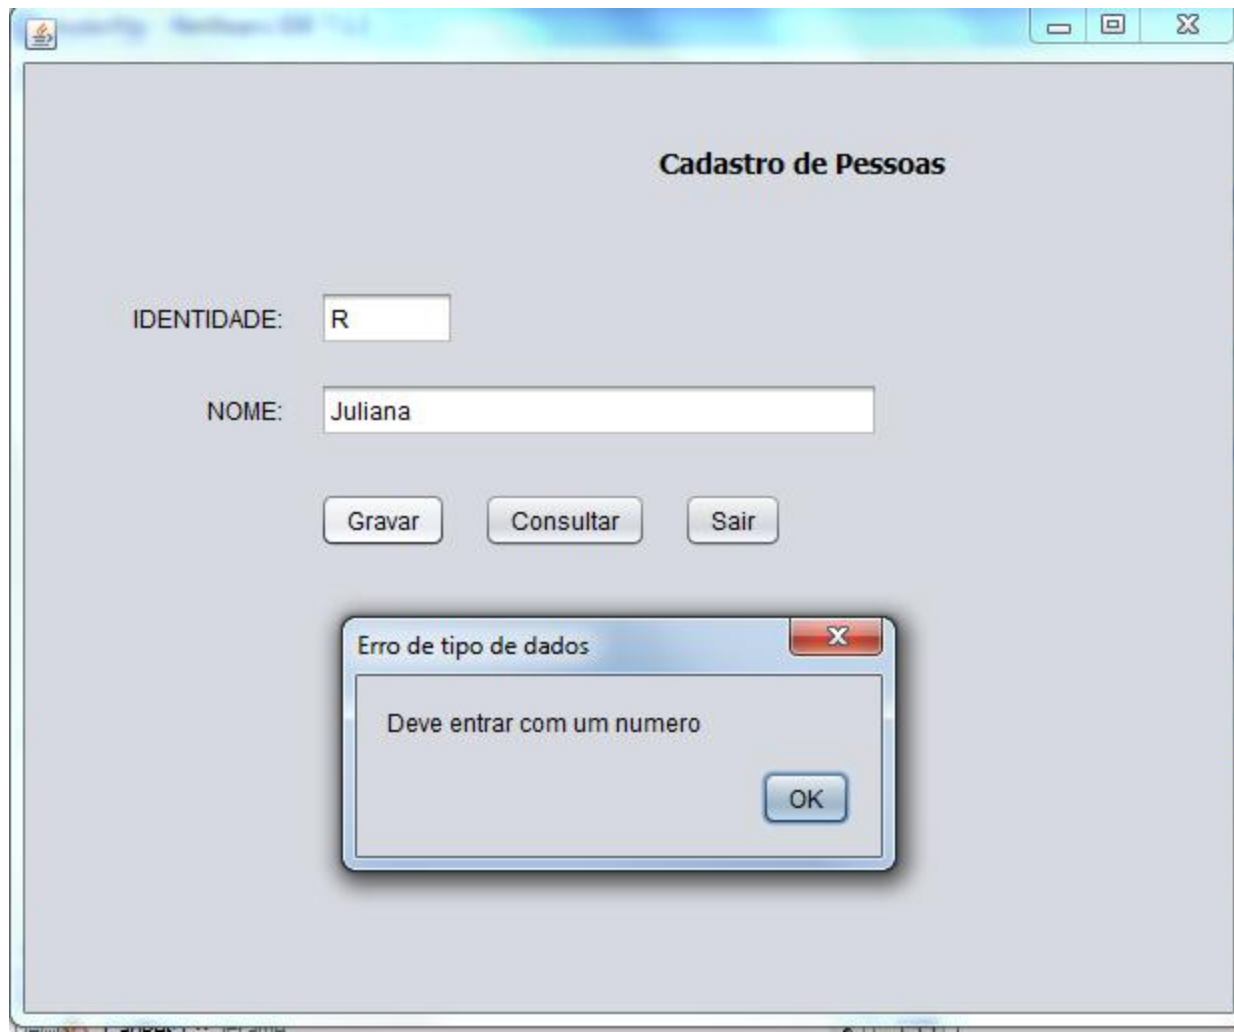 Cadastro de Pessoas
IDENTIDADE: R
NOME: Juliana
Gravar Consultar Sair
Erro de tipo de dados
Deve entrar com um numero
OK